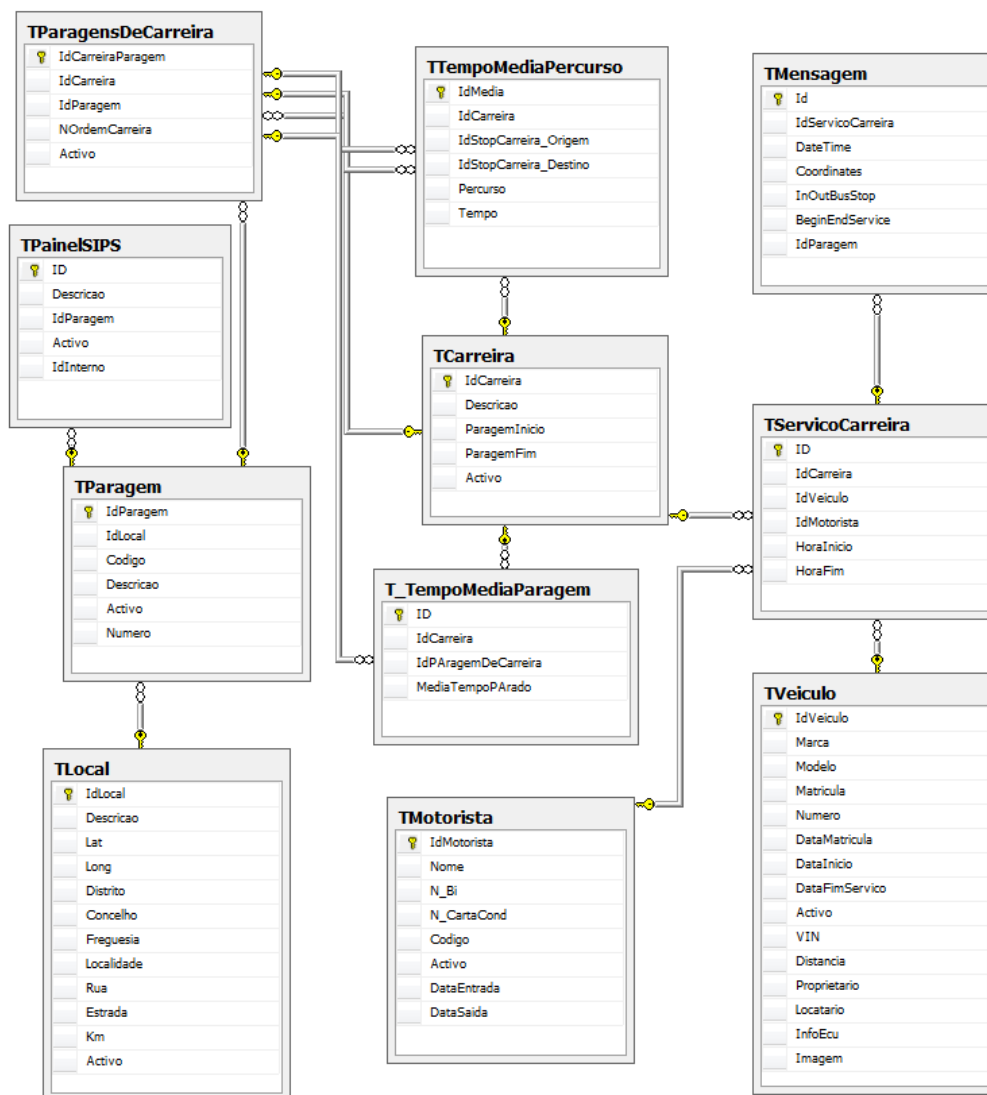 TParagensDeCarreira
IdCarreiraParagem
IdCarreira
IdParagem
NOrdemCarreira
Activo
TTempoMediaPercurso
IdMedia
IdCarreira
IdStopCarreira_Origem
IdStopCarreira_Destino
Percurso
Tempo
TMensagem
Id
IdServicoCarreira
DateTime
Coordinates
InOutBusStop
BeginEndService
IdParagem
TPainelSIPS
ID
Descricao
IdParagem
Activo
IdInterno
TCarreira
IdCarreira
Descricao
ParagemInicio
ParagemFim
Activo
TServicoCarreira
ID
IdCarreira
IdVeiculo
IdMotorista
HoraInicio
HoraFim
TParagem
IdParagem
IdLocal
Codigo
Descricao
Activo
Numero
T_TempoMediaParagem
ID
IdCarreira
IdPAragemDeCarreira
MediaTempoPArado
TVeiculo
IdVeiculo
Marca
Modelo
Matricula
Numero
DataMatricula
DataInicio
DataFimServico
Activo
VIN
Distancia
Proprietario
Locatario
InfoEcu
Imagem
TLocal
IdLocal
Descricao
Lat
Long
Distrito
Concelho
Freguesia
Localidade
Rua
Estrada
Km
Activo
TMotorista
IdMotorista
Nome
N_Bi
N_CartaCond
Codigo
Activo
DataEntrada
DataSaida